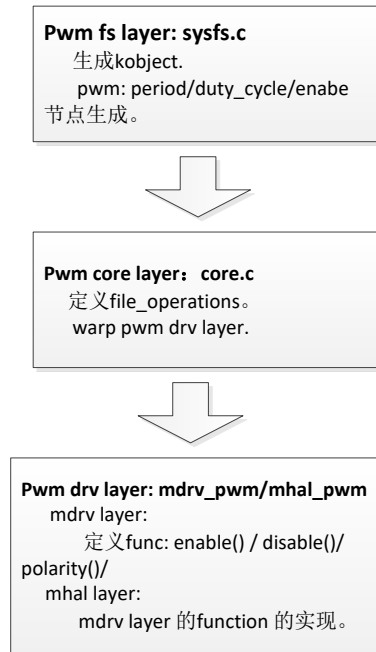 Pwm fs layer: sysfs.c
生成kobject.
pwm: period/duty_cycle/enabe
节点生成。
Pwm core layer：core.c
定义file_operations。
warp pwm drv layer.
Pwm drv layer: mdrv_pwm/mhal_pwm
mdrv layer:
定义func: enable() / disable()/
polarity()/
mhal layer:
mdrv layer 的function 的实现。